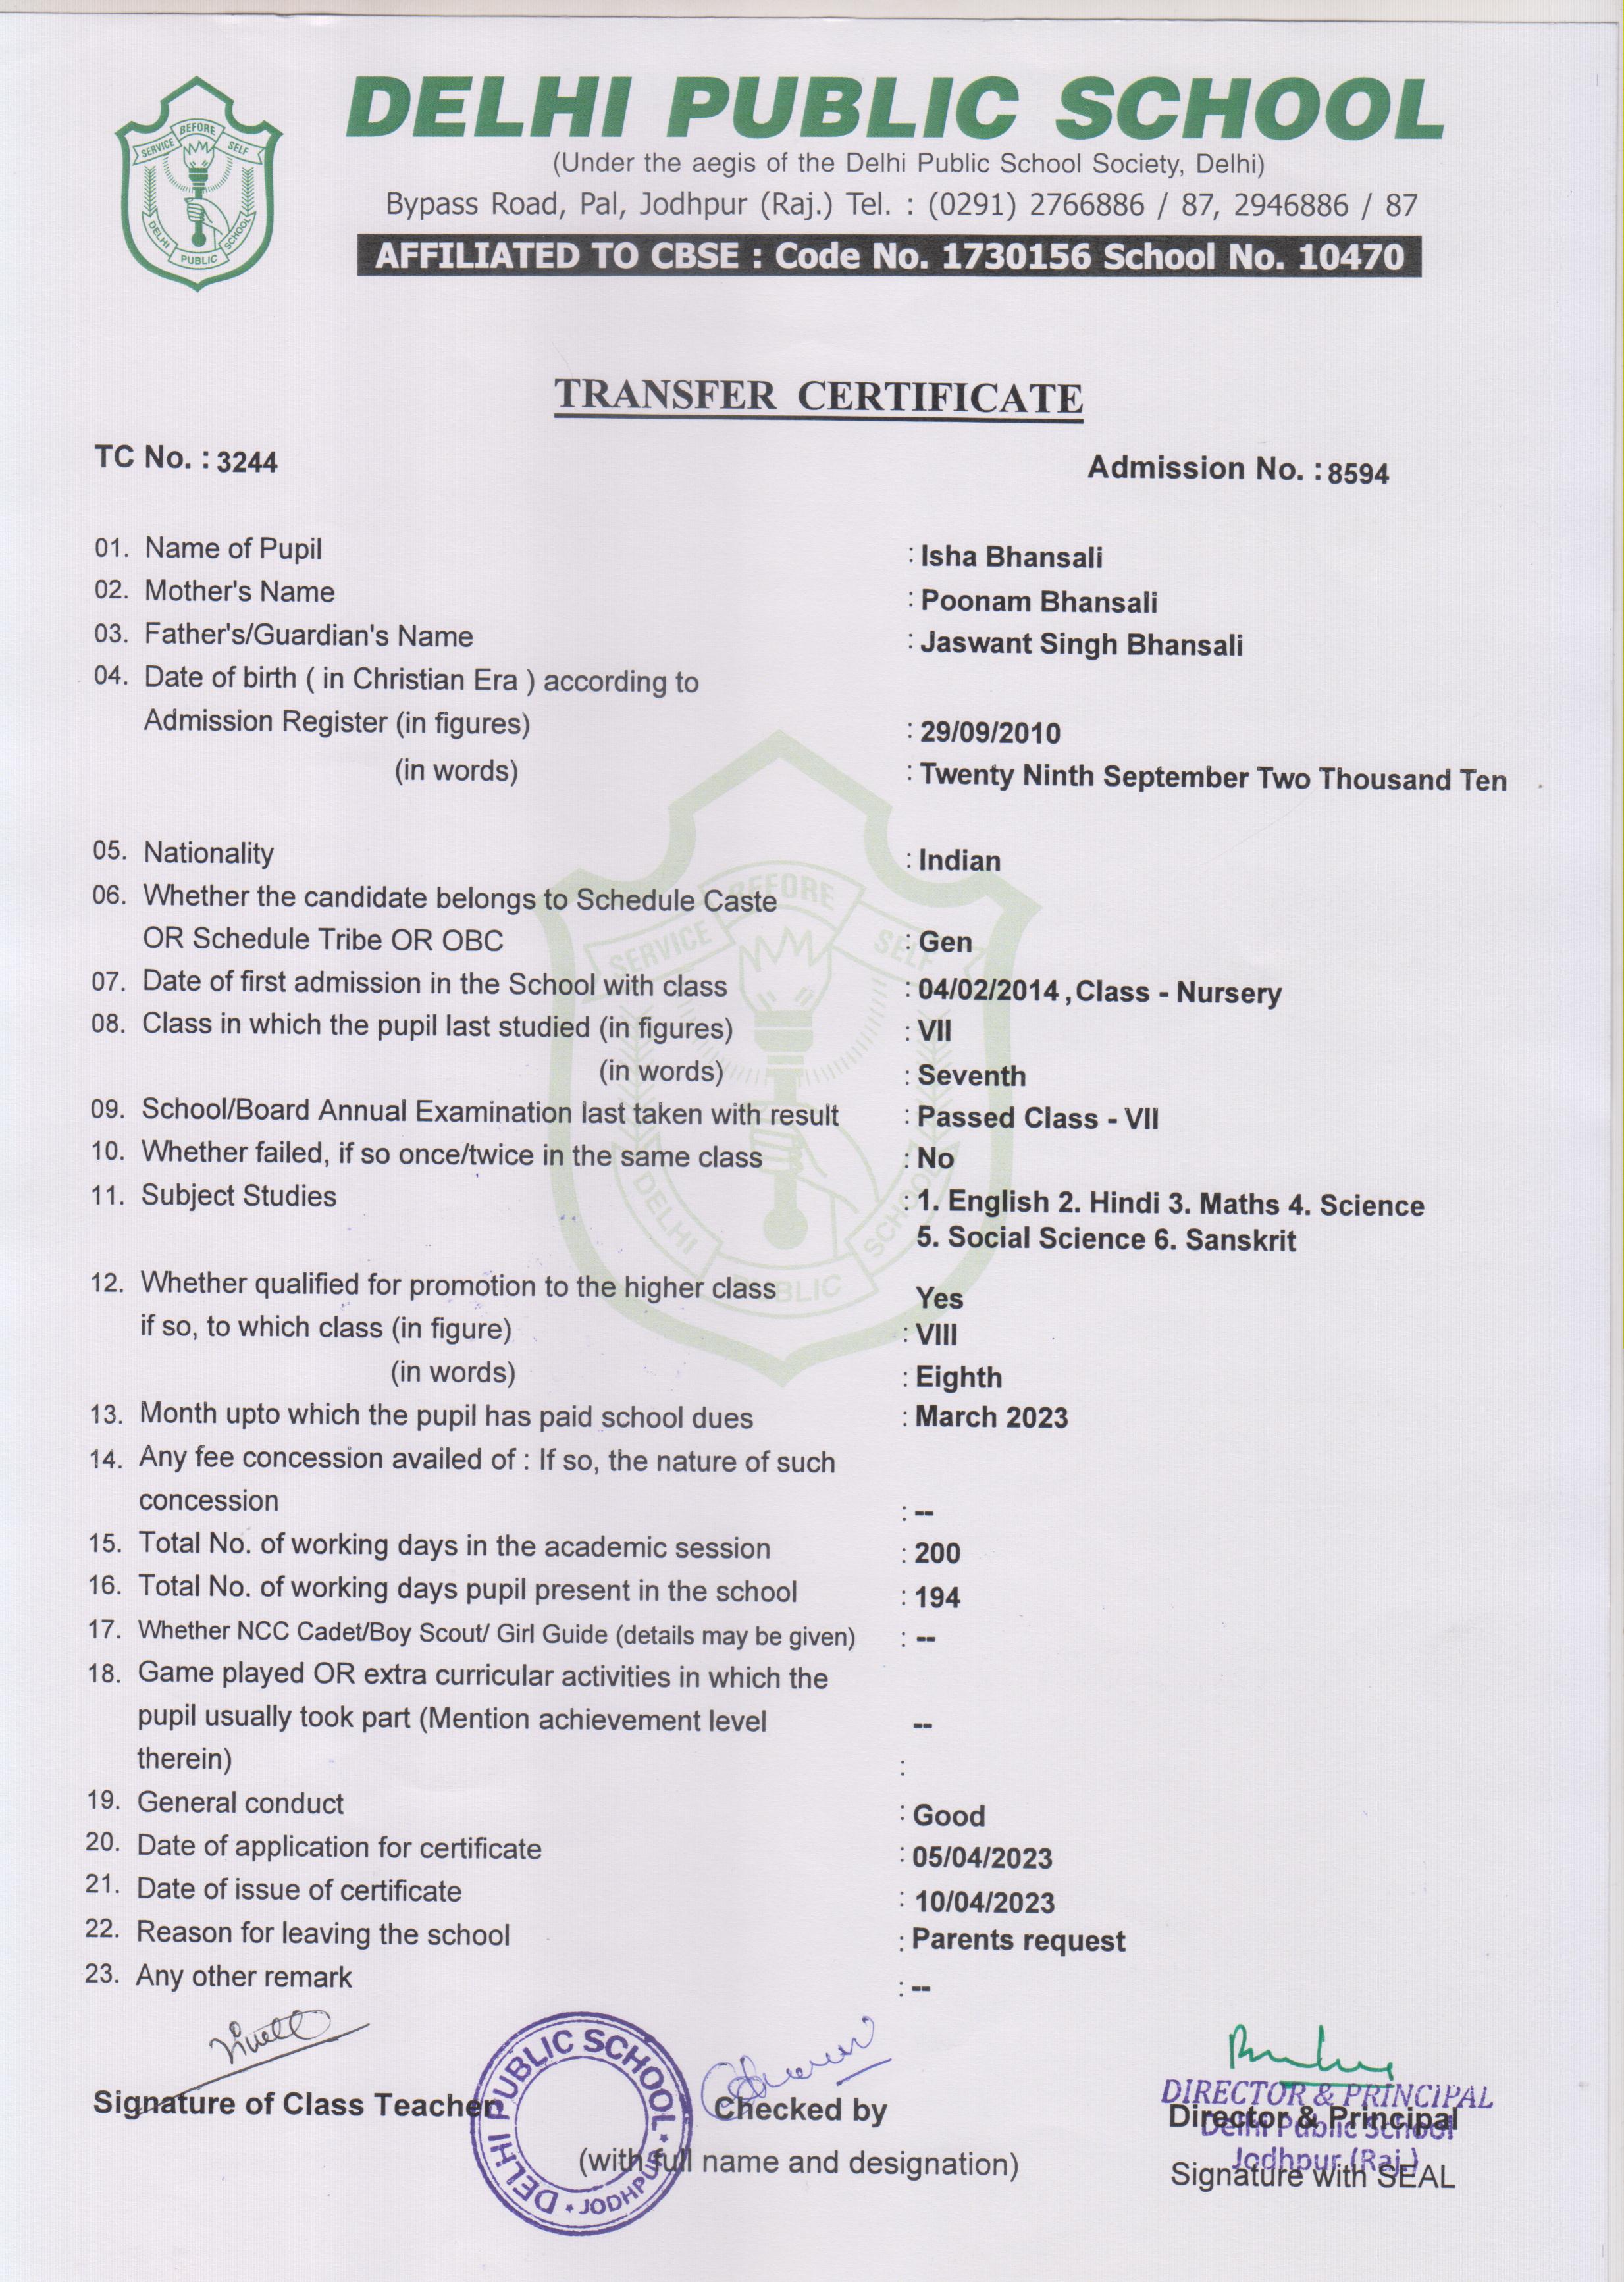 BEFORE
SERVICE SELF
DELHI PUBLIC SCHOOL
DELHI PUBLIC SCHOOL
(Under the aegis of the Delhi Public School Society, Delhi)
Bypass Road, Pal, Jodhpur (Raj.) Tel. : (0291) 2766886 / 87, 2946886 / 87
AFFILIATED TO CBSE : Code No. 1730156 School No. 10470
TRANSFER CERTIFICATE
TC No. : 3244 Admission No. : 8594
01. Name of Pupil : Isha Bhansali
02. Mother's Name : Poonam Bhansali
03. Father's/Guardian's Name : Jaswant Singh Bhansali
04. Date of birth ( in Christian Era ) according to
Admission Register (in figures) : 29/09/2010
(in words) : Twenty Ninth September Two Thousand Ten
05. Nationality : Indian
06. Whether the candidate belongs to Schedule Caste
OR Schedule Tribe OR OBC : Gen
07. Date of first admission in the School with class : 04/02/2014 , Class - Nursery
08. Class in which the pupil last studied (in figures) : VII
(in words) : Seventh
09. School/Board Annual Examination last taken with result : Passed Class - VII
10. Whether failed, if so once/twice in the same class : No
11. Subject Studies : 1. English 2. Hindi 3. Maths 4. Science
5. Social Science 6. Sanskrit
12. Whether qualified for promotion to the higher class Yes
if so, to which class (in figure) : VIII
(in words) : Eighth
13. Month upto which the pupil has paid school dues : March 2023
14. Any fee concession availed of : If so, the nature of such
concession : --
15. Total No. of working days in the academic session : 200
16. Total No. of working days pupil present in the school : 194
17. Whether NCC Cadet/Boy Scout/ Girl Guide (details may be given) : --
18. Game played OR extra curricular activities in which the
pupil usually took part (Mention achievement level --
therein) :
19. General conduct : Good
20. Date of application for certificate : 05/04/2023
21. Date of issue of certificate : 10/04/2023
22. Reason for leaving the school : Parents request
23. Any other remark : --
BEFORE
SERVICE SELF
DELHI PUBLIC SCHOOL
DELHI PUBLIC SCHOOL
JODHPUR
DIRECTOR & PRINCIPAL
Delhi Public School
Jodhpur (Raj.)
Signature of Class Teacher Checked by Director & Principal
(with full name and designation) Signature with SEAL